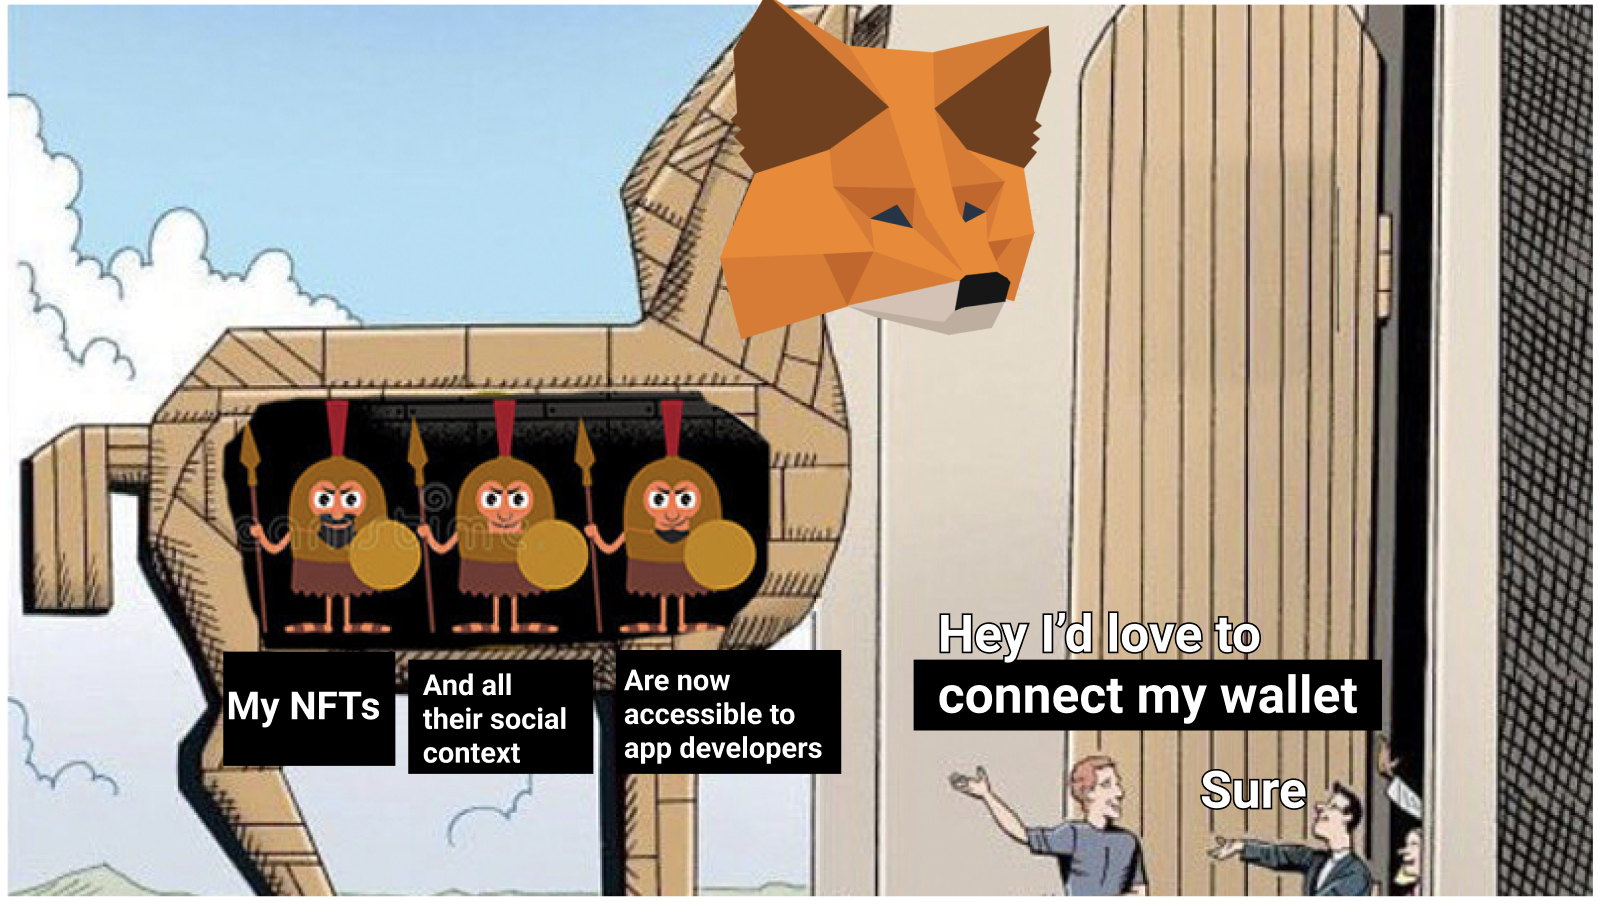 My NFTs
And all
their social
context
Are now
accessible to
app developers
Hey I'd love to
connect my wallet
Sure